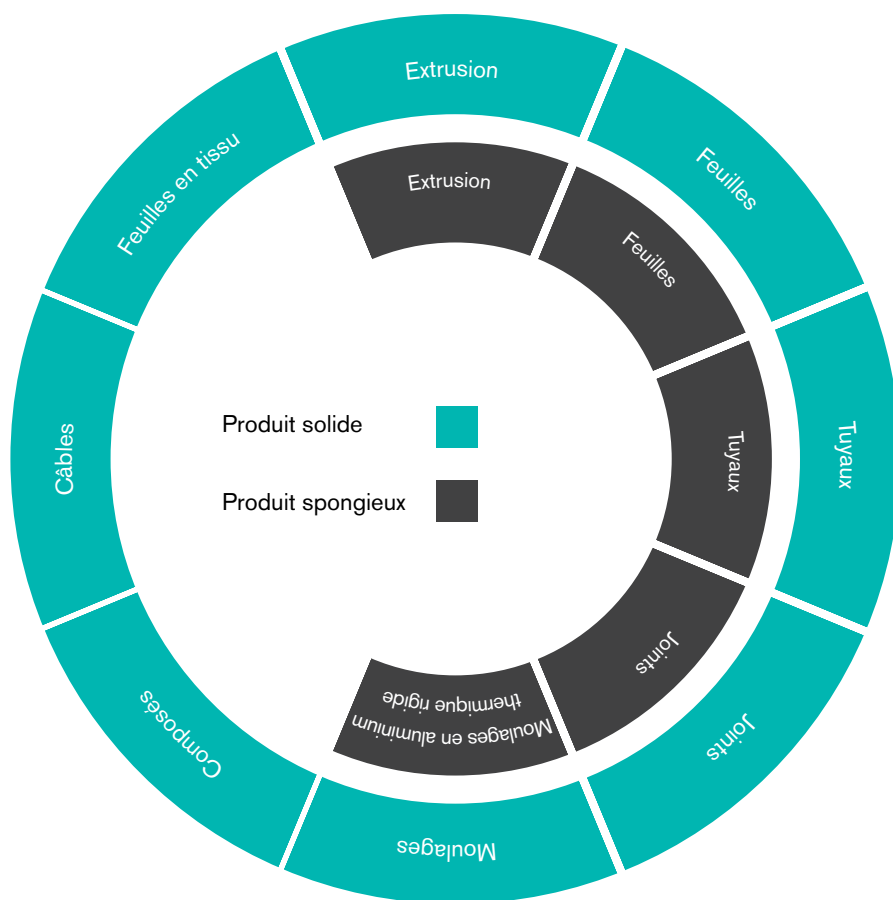 Extrusion
Feuilles
Tuyaux
Joints
Moulages
Composés
Câbles
Feuilles en tissu
Extrusion
Feuilles
Tuyaux
Joints
Moulages en aluminium
thermique rigide
Produit solide
Produit spongieux